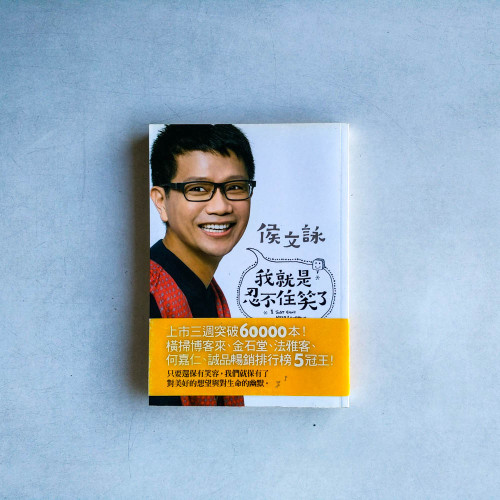 侯文詠
我就是
忍不住笑了
上市三週突破60000本！
橫掃博客來、金石堂、法雅客、
何嘉仁、誠品暢銷排行榜5冠王！
只要還保有笑容，我們就保有了
對美好的想望與對生命的幽默。